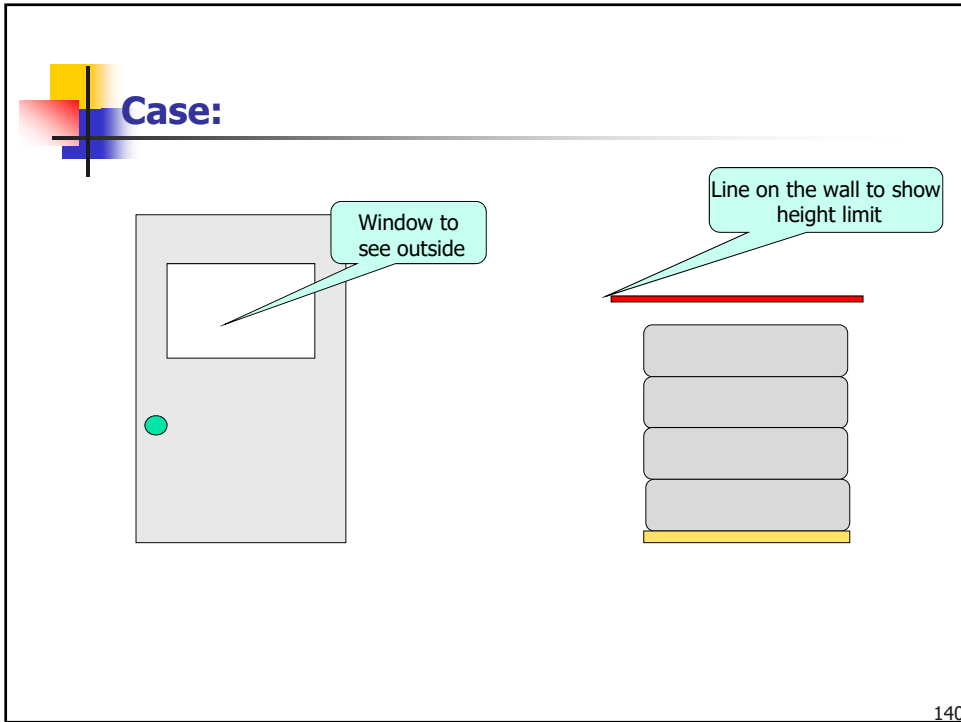 Case:
Window to
see outside
Line on the wall to show
height limit
140